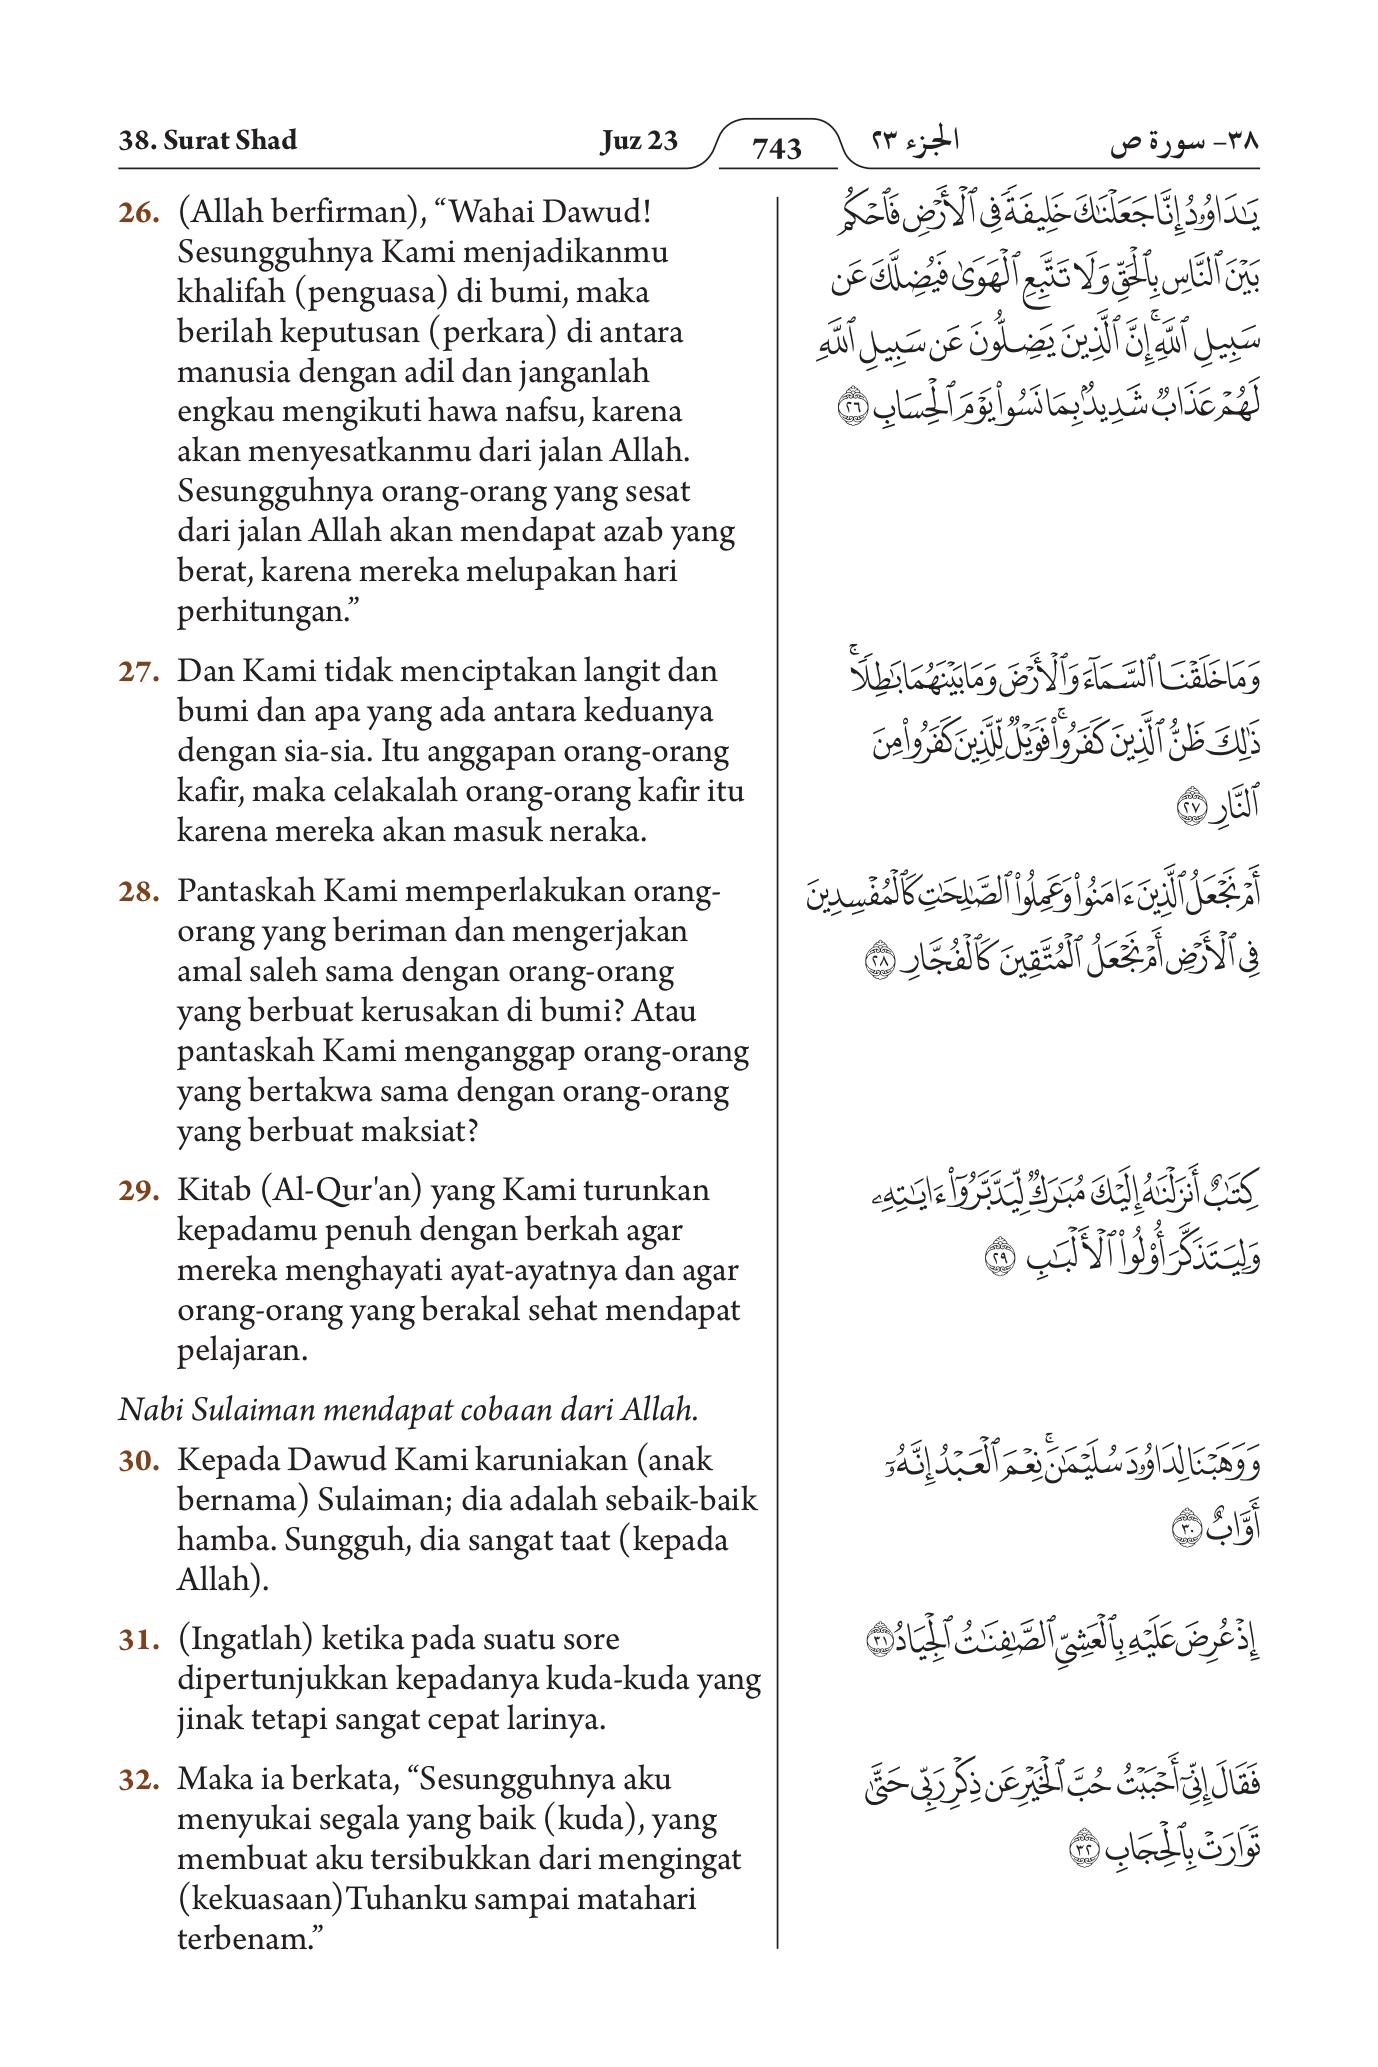 38. Surat Shad
Juz 23
743
الجزء ٢٣
٣٨- سورة ص
26. (Allah berfirman), “Wahai Dawud!
Sesungguhnya Kami menjadikanmu
khalifah (penguasa) di bumi, maka
berilah keputusan (perkara) di antara
manusia dengan adil dan janganlah
engkau mengikuti hawa nafsu, karena
akan menyesatkanmu dari jalan Allah.
Sesungguhnya orang-orang yang sesat
dari jalan Allah akan mendapat azab yang
berat, karena mereka melupakan hari
perhitungan.”
يَـٰدَاوُۥدُ إِنَّا جَعَلْنَـٰكَ خَلِيفَةً فِى ٱلْأَرْضِ فَٱحْكُم
بَيْنَ ٱلنَّاسِ بِٱلْحَقِّ وَلَا تَتَّبِعِ ٱلْهَوَىٰ فَيُضِلَّكَ عَن
سَبِيلِ ٱللَّهِ ۚ إِنَّ ٱلَّذِينَ يَضِلُّونَ عَن سَبِيلِ ٱللَّهِ
لَهُمْ عَذَابٌ شَدِيدٌۢ بِمَا نَسُوا۟ يَوْمَ ٱلْحِسَابِ ٢٦
27. Dan Kami tidak menciptakan langit dan
bumi dan apa yang ada antara keduanya
dengan sia-sia. Itu anggapan orang-orang
kafir, maka celakalah orang-orang kafir itu
karena mereka akan masuk neraka.
وَمَا خَلَقْنَا ٱلسَّمَآءَ وَٱلْأَرْضَ وَمَا بَيْنَهُمَا بَـٰطِلًا ۚ
ذَٰلِكَ ظَنُّ ٱلَّذِينَ كَفَرُوا۟ ۚ فَوَيْلٌ لِّلَّذِينَ كَفَرُوا۟ مِنَ
ٱلنَّارِ ٢٧
28. Pantaskah Kami memperlakukan orang-
orang yang beriman dan mengerjakan
amal saleh sama dengan orang-orang
yang berbuat kerusakan di bumi? Atau
pantaskah Kami menganggap orang-orang
yang bertakwa sama dengan orang-orang
yang berbuat maksiat?
أَمْ نَجْعَلُ ٱلَّذِينَ ءَامَنُوا۟ وَعَمِلُوا۟ ٱلصَّـٰلِحَـٰتِ كَٱلْمُفْسِدِينَ
فِى ٱلْأَرْضِ أَمْ نَجْعَلُ ٱلْمُتَّقِينَ كَٱلْفُجَّارِ ٢٨
29. Kitab (Al-Qur'an) yang Kami turunkan
kepadamu penuh dengan berkah agar
mereka menghayati ayat-ayatnya dan agar
orang-orang yang berakal sehat mendapat
pelajaran.
كِتَـٰبٌ أَنزَلْنَـٰهُ إِلَيْكَ مُبَـٰرَكٌ لِّيَدَّبَّرُوٓا۟ ءَايَـٰتِهِۦ
وَلِيَتَذَكَّرَ أُو۟لُوا۟ ٱلْأَلْبَـٰبِ ٢٩
Nabi Sulaiman mendapat cobaan dari Allah.
30. Kepada Dawud Kami karuniakan (anak
bernama) Sulaiman; dia adalah sebaik-baik
hamba. Sungguh, dia sangat taat (kepada
Allah).
وَوَهَبْنَا لِدَاوُۥدَ سُلَيْمَـٰنَ ۚ نِعْمَ ٱلْعَبْدُ ۖ إِنَّهُۥٓ
أَوَّابٌ ٣٠
31. (Ingatlah) ketika pada suatu sore
dipertunjukkan kepadanya kuda-kuda yang
jinak tetapi sangat cepat larinya.
إِذْ عُرِضَ عَلَيْهِ بِٱلْعَشِىِّ ٱلصَّـٰفِنَـٰتُ ٱلْجِيَادُ ٣١
32. Maka ia berkata, “Sesungguhnya aku
menyukai segala yang baik (kuda), yang
membuat aku tersibukkan dari mengingat
(kekuasaan)Tuhanku sampai matahari
terbenam.”
فَقَالَ إِنِّىٓ أَحْبَبْتُ حُبَّ ٱلْخَيْرِ عَن ذِكْرِ رَبِّى حَتَّىٰ
تَوَارَتْ بِٱلْحِجَابِ ٣٢